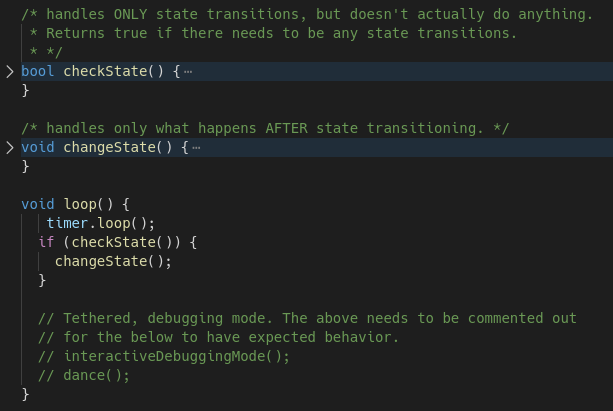 /* handles ONLY state transitions, but doesn't actually do anything.
 * Returns true if there needs to be any state transitions.
 * */
bool checkState() {⋯
}

/* handles only what happens AFTER state transitioning. */
void changeState() {⋯
}

void loop() {
   timer.loop();
  if (checkState()) {
    changeState();
  }

  // Tethered, debugging mode. The above needs to be commented out
  // for the below to have expected behavior.
  // interactiveDebuggingMode();
  // dance();
}